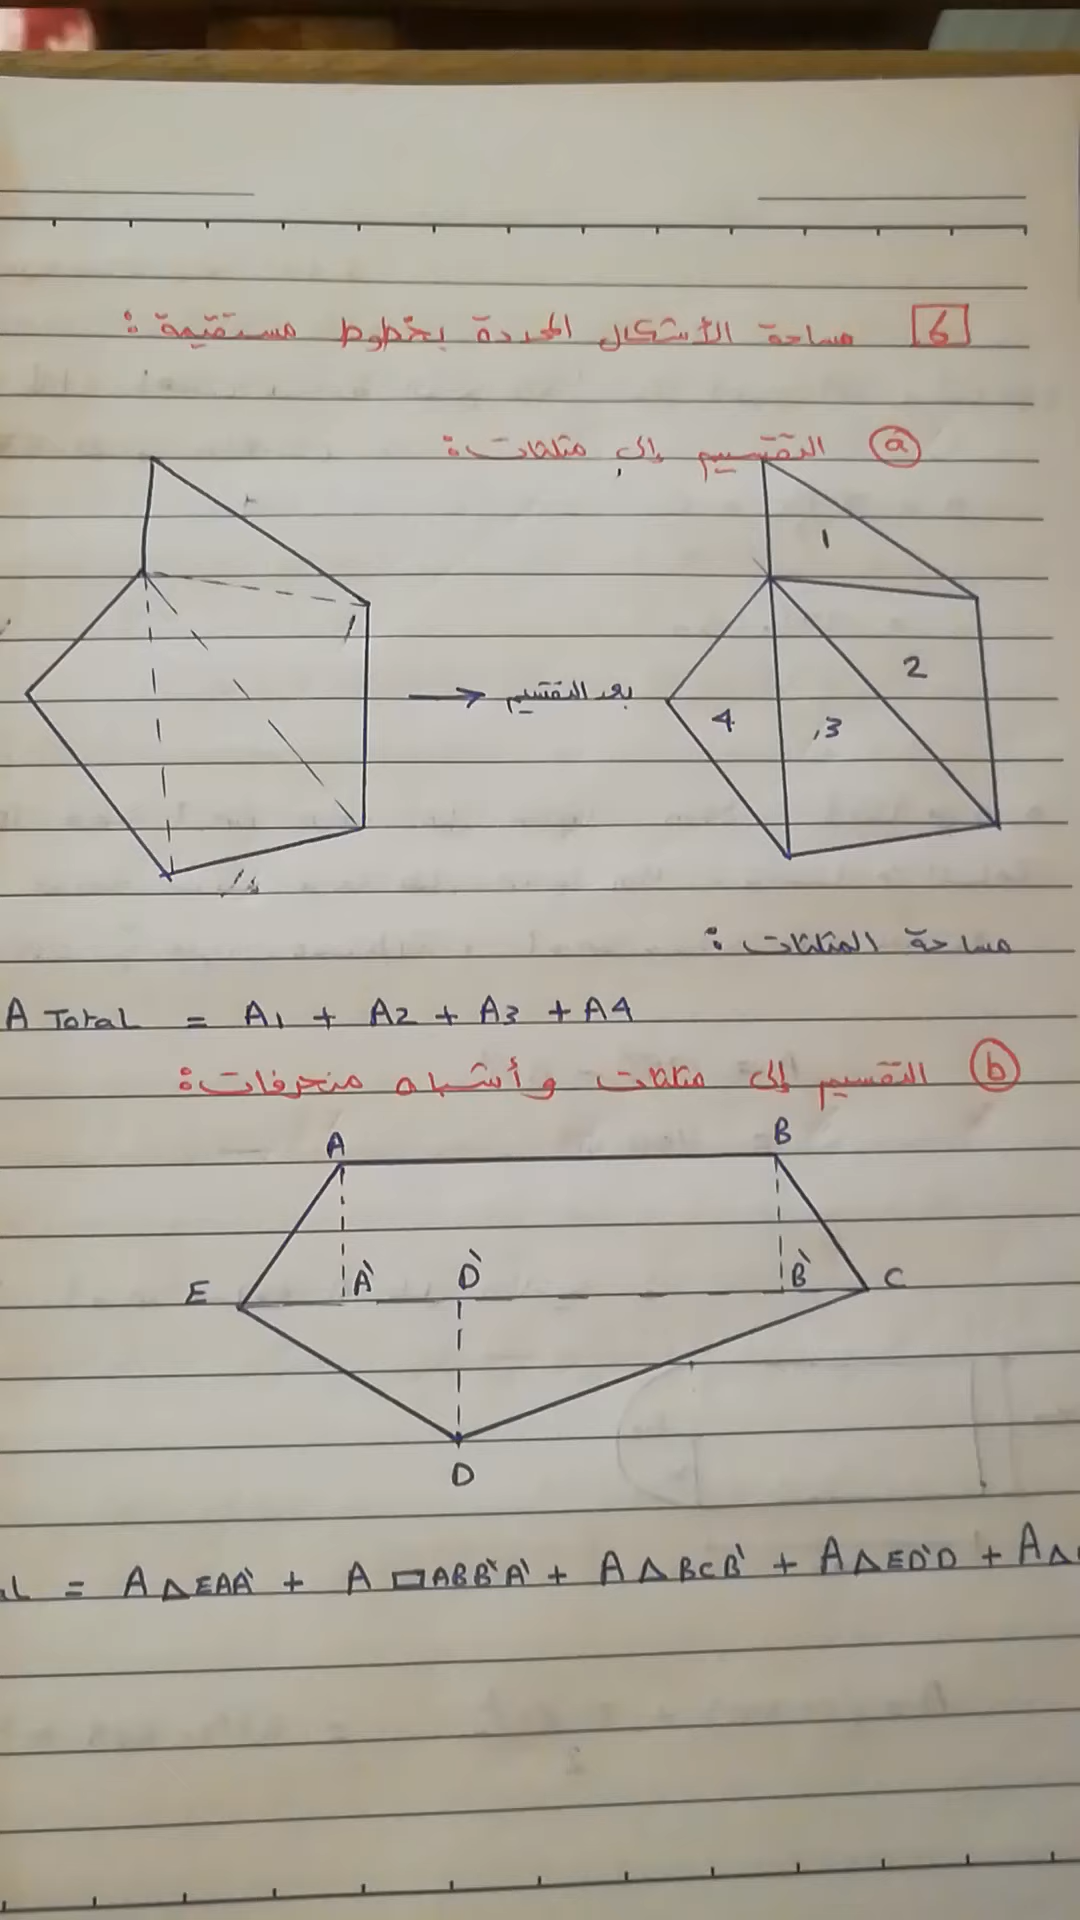 6 مساحة الأشكال المحددة بخطوط مستقيمة :
a التقسيم إلى مثلثات :
1
2
بعد التقسيم
4 3
مساحة المثلثات :
A Total = A1 + A2 + A3 + A4
b التقسيم إلى مثلثات وأشباه منحرفات :
A B
E A` D` B` C
D
= A △EAA` + A ▭ABB`A` + A △BCB` + A △ED`D + A △